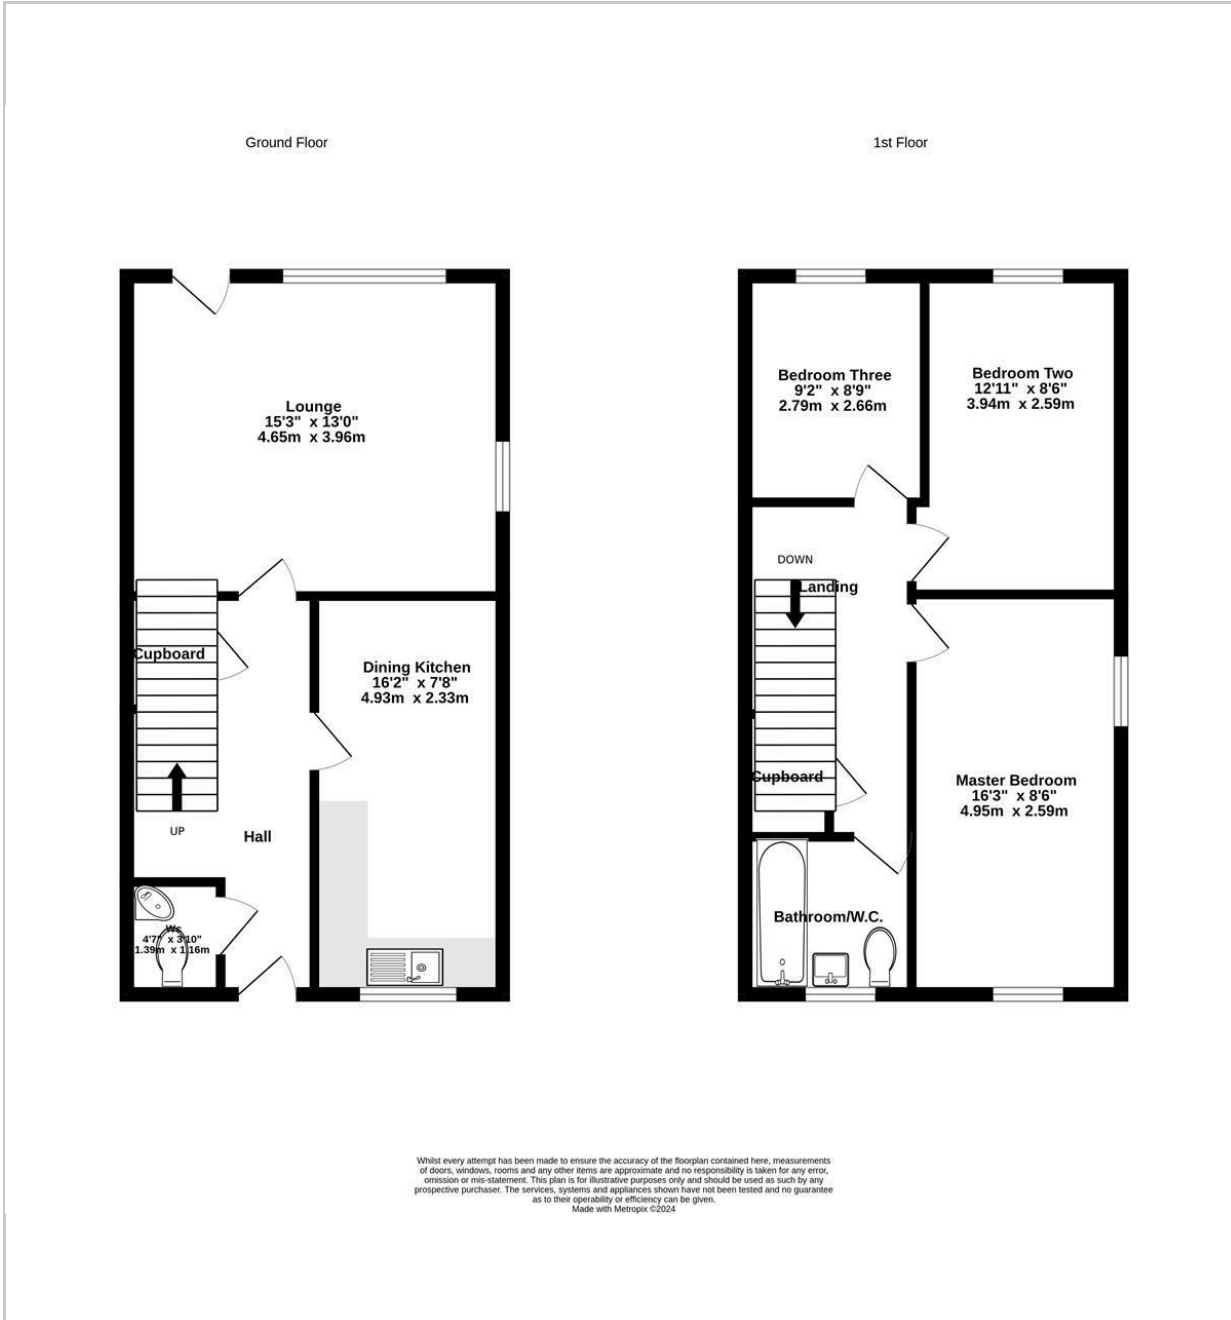 Ground Floor
Lounge
15'3" x 13'0"
4.65m x 3.96m
Cupboard
Dining Kitchen
16'2" x 7'8"
4.93m x 2.33m
UP
Hall
Wc
4'7" x 3'10"
1.39m x 1.16m
1st Floor
Bedroom Three
9'2" x 8'9"
2.79m x 2.66m
Bedroom Two
12'11" x 8'6"
3.94m x 2.59m
DOWN
Landing
Cupboard
Master Bedroom
16'3" x 8'6"
4.95m x 2.59m
Bathroom/W.C.
Whilst every attempt has been made to ensure the accuracy of the floorplan contained here, measurements
of doors, windows, rooms and any other items are approximate and no responsibility is taken for any error,
omission or mis-statement. This plan is for illustrative purposes only and should be used as such by any
prospective purchaser. The services, systems and appliances shown have not been tested and no guarantee
as to their operability or efficiency can be given.
Made with Metropix ©2024